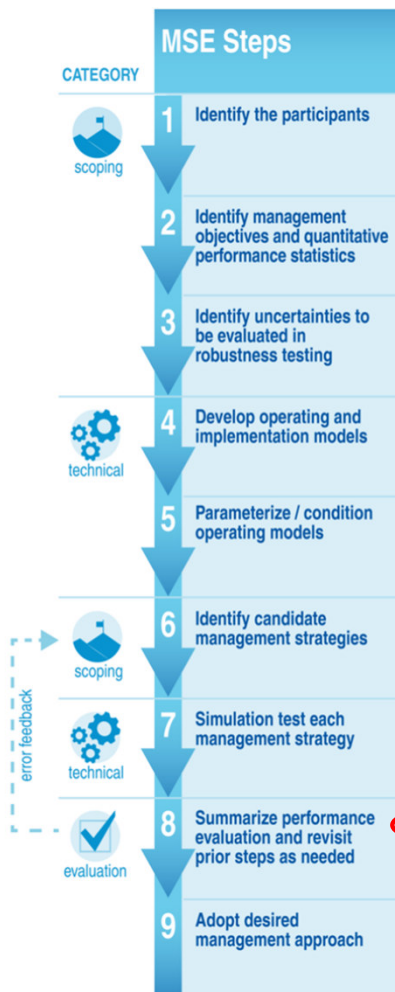 MSE Steps
CATEGORY
1
Identify the participants
scoping
2
Identify management
objectives and quantitative
performance statistics
3
Identify uncertainties to
be evaluated in
robustness testing
4
Develop operating and
implementation models
technical
5
Parameterize / condition
operating models
6
Identify candidate
management strategies
scoping
error feedback
7
Simulation test each
management strategy
technical
8
Summarize performance
evaluation and revisit
prior steps as needed
evaluation
9
Adopt desired
management approach